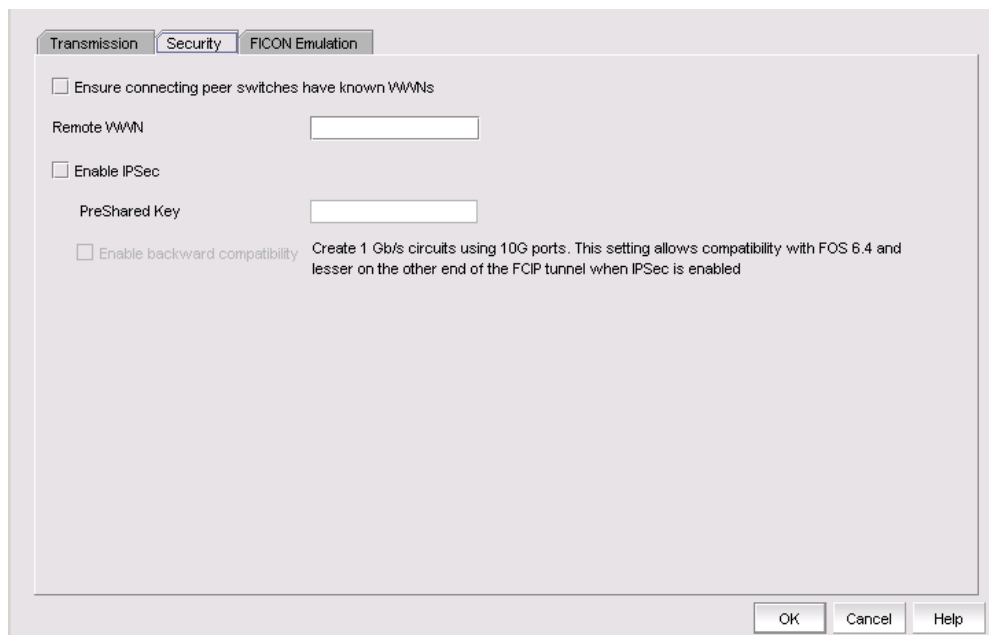 Transmission Security FICON Emulation
Ensure connecting peer switches have known WWNs
Remote WWN
Enable IPSec
PreShared Key
Enable backward compatibility
Create 1 Gb/s circuits using 10G ports. This setting allows compatibility with FOS 6.4 and
lesser on the other end of the FCIP tunnel when IPSec is enabled
OK Cancel Help